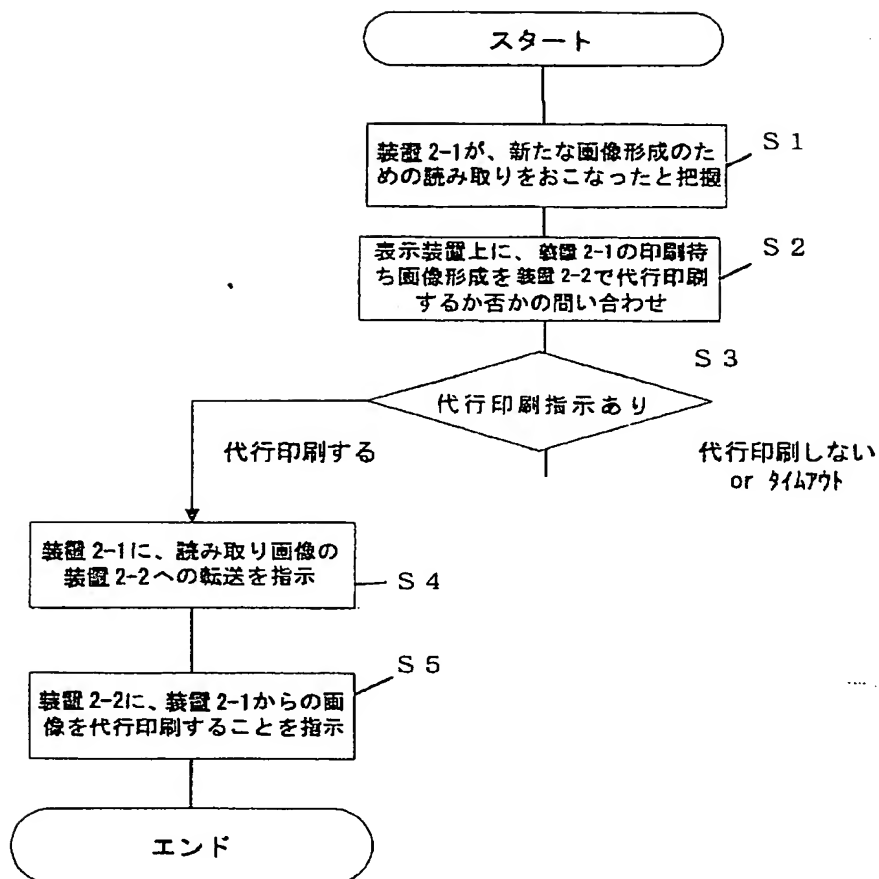 スタート
装置2-1が、新たな画像形成のた
めの読み取りをおこなったと把握
S1
表示装置上に、装置2-1の印刷待
ち画像形成を装置2-2で代行印刷
するか否かの問い合わせ
S2
S3
代行印刷指示あり
代行印刷する
代行印刷しない
or タイムアウト
装置2-1に、読み取り画像の
装置2-2への転送を指示
S4
S5
装置2-2に、装置2-1からの画
像を代行印刷することを指示
エンド